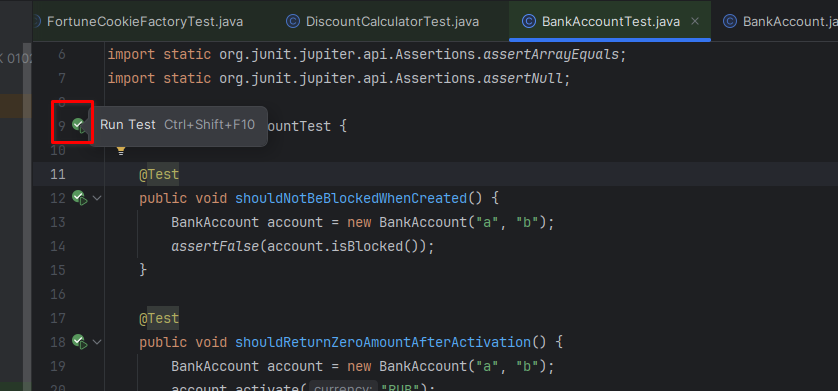 FortuneCookieFactoryTest.java DiscountCalculatorTest.java BankAccountTest.java BankAccount.ja
K 0102
6 import static org.junit.jupiter.api.Assertions.assertArrayEquals;
7 import static org.junit.jupiter.api.Assertions.assertNull;
8
9 Run Test Ctrl+Shift+F10 ountTest {
10
11 @Test
12 public void shouldNotBeBlockedWhenCreated() {
13 BankAccount account = new BankAccount("a", "b");
14 assertFalse(account.isBlocked());
15 }
16
17 @Test
18 public void shouldReturnZeroAmountAfterActivation() {
19 BankAccount account = new BankAccount("a", "b");
20 account.activate( currency: "RUB");